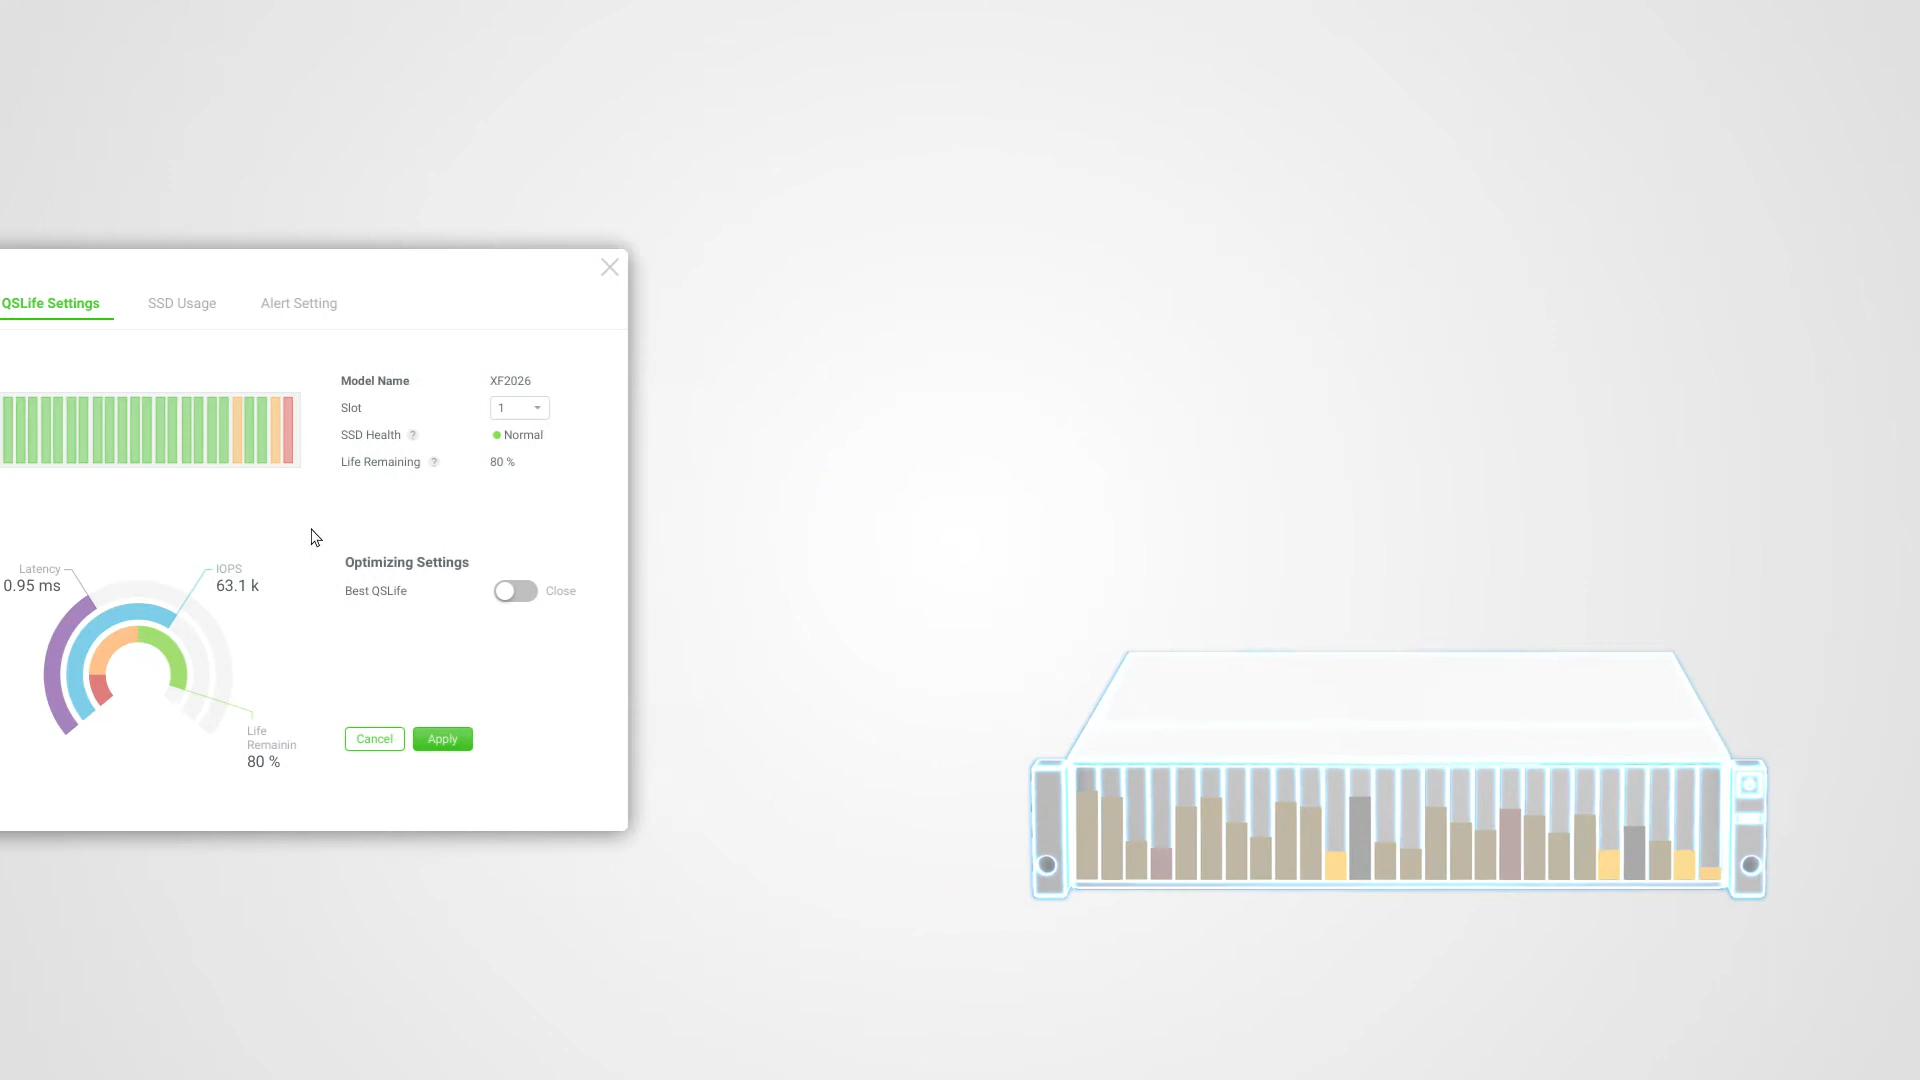 QSLife Settings
SSD Usage
Alert Setting
Model Name
XF2026
Slot
1
SSD Health ?
Normal
Life Remaining ?
80 %
Latency
0.95 ms
IOPS
63.1 k
Life
Remainin
80 %
Optimizing Settings
Best QSLife
Close
Cancel
Apply